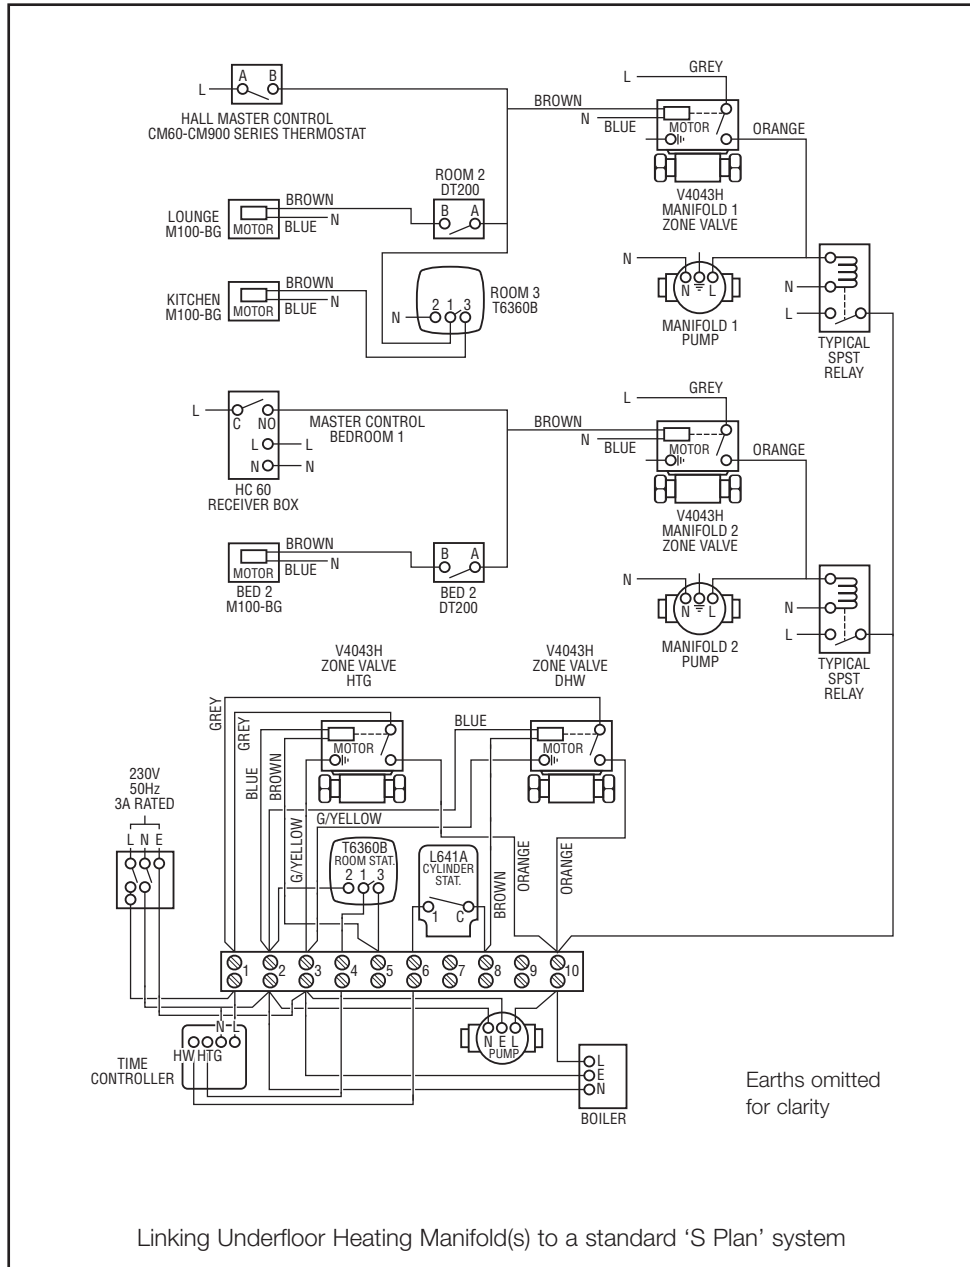 GREY
L
A B
L
BROWN
N
BLUE
MOTOR
ORANGE
HALL MASTER CONTROL
CM60-CM900 SERIES THERMOSTAT
ROOM 2
DT200
BROWN
LOUNGE
M100-BG
MOTOR
BLUE
N
B A
V4043H
MANIFOLD 1
ZONE VALVE
BROWN
KITCHEN
M100-BG
MOTOR
BLUE
N
N
2 1 3
ROOM 3
T6360B
N
N L
MANIFOLD 1
PUMP
N
L
TYPICAL
SPST
RELAY
L
C NO
L L
N N
HC 60
RECEIVER BOX
MASTER CONTROL
BEDROOM 1
GREY
L
BROWN
N
BLUE
MOTOR
ORANGE
V4043H
MANIFOLD 2
ZONE VALVE
BROWN
MOTOR
BLUE
N
BED 2
M100-BG
B A
BED 2
DT200
N
N L
MANIFOLD 2
PUMP
N
L
TYPICAL
SPST
RELAY
V4043H
ZONE VALVE
HTG
V4043H
ZONE VALVE
DHW
GREY
GREY
BLUE
BROWN
MOTOR
BLUE
MOTOR
230V
50Hz
3A RATED
L N E
G/YELLOW
G/YELLOW
T6360B
ROOM STAT.
2 1 3
L641A
CYLINDER
STAT.
1 C
BROWN
ORANGE
ORANGE
1 2 3 4 5 6 7 8 9 10
N L
HW HTG
TIME
CONTROLLER
N E L
PUMP
L
E
N
BOILER
Earths omitted
for clarity
Linking Underfloor Heating Manifold(s) to a standard ‘S Plan’ system